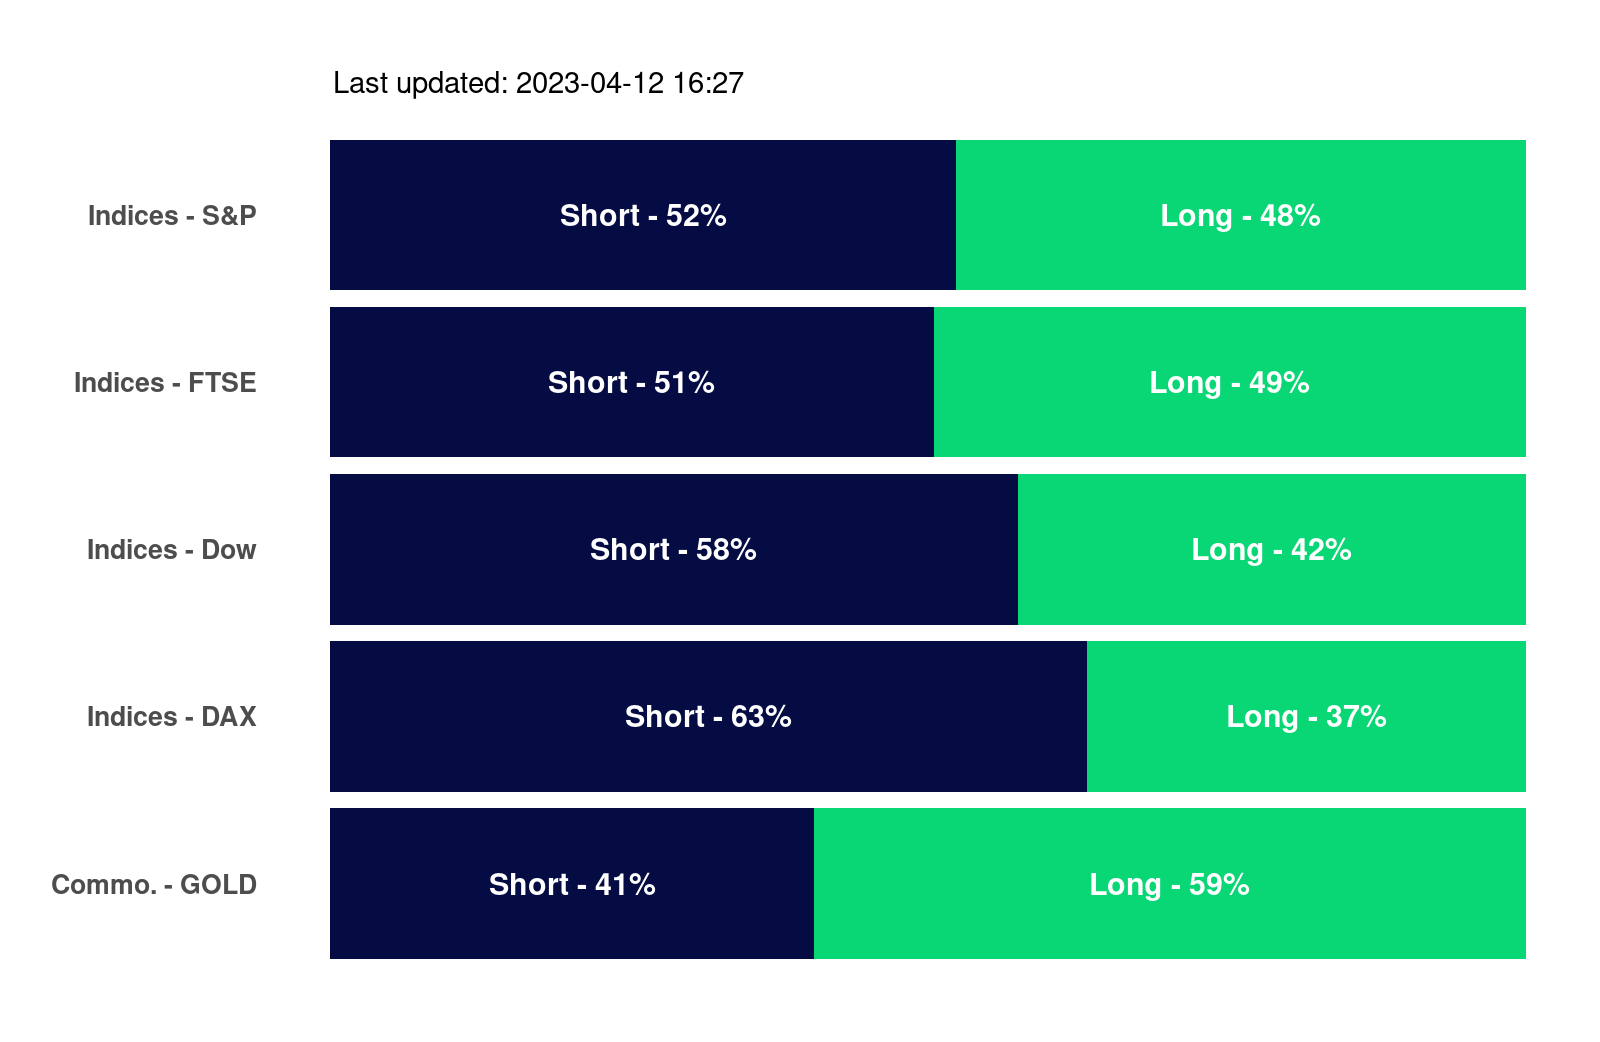 Last updated: 2023-04-12 16:27
Indices - S&P Short - 52% Long - 48%
Indices - FTSE Short - 51% Long - 49%
Indices - Dow Short - 58% Long - 42%
Indices - DAX Short - 63% Long - 37%
Commo. - GOLD Short - 41% Long - 59%